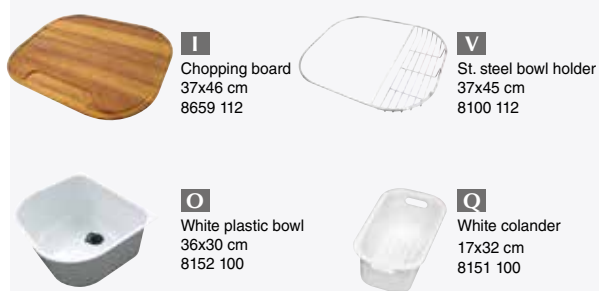 I
Chopping board
37x46 cm
8659 112
V
St. steel bowl holder
37x45 cm
8100 112
O
White plastic bowl
36x30 cm
8152 100
Q
White colander
17x32 cm
8151 100